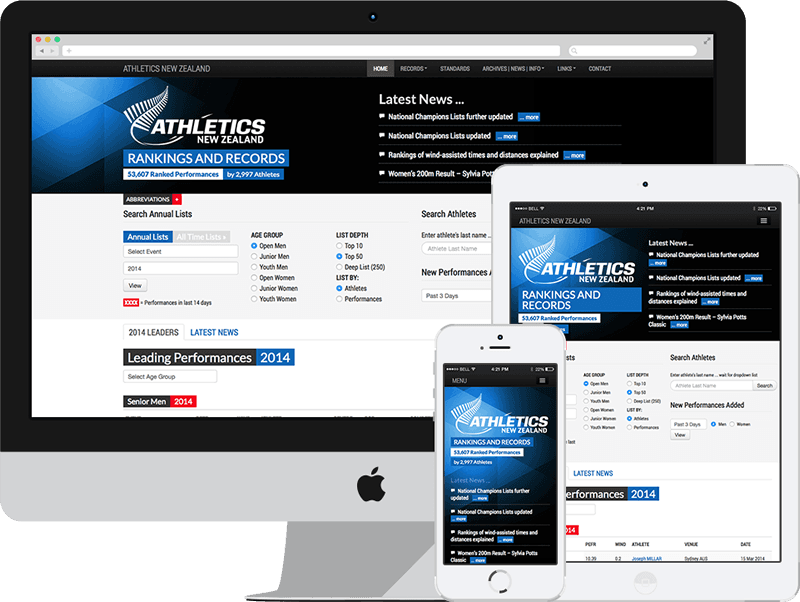 ATHLETICS NEW ZEALAND
HOME RECORDS STANDARDS ARCHIVES | NEWS | INFO LINKS CONTACT
ATHLETICS
NEW ZEALAND
RANKINGS AND RECORDS
53,607 Ranked Performances by 2,997 Athletes
Latest News ...
National Champions Lists further updated ... more
National Champions Lists updated ... more
Rankings of wind-assisted times and distances explained ... more
Women's 200m Result – Sylvia Potts
ABBREVIATIONS +
Search Annual Lists
Annual Lists All Time Lists ›
Select Event
2014
View
XXXX = Performances in last 14 days
AGE GROUP
Open Men
Junior Men
Youth Men
Open Women
Junior Women
Youth Women
LIST DEPTH
Top 10
Top 50
Deep List (250)
LIST BY:
Athletes
Performances
Search Athletes
Enter athlete's last name
Athlete Last Name
New Performances
Past 3 Days
2014 LEADERS LATEST NEWS
Leading Performances 2014
Select Age Group
Senior Men 2014
BELL 4:21 PM 22%
ATHLETICS NEW ZEALAND
ATHLETICS
NEW ZEALAND
RANKINGS AND
RECORDS
53,607 Ranked Performances
Latest News ...
National Champions Lists further updated
... more
National Champions Lists updated ... more
Rankings of wind-assisted times and
distances explained ... more
Women's 200m Result – Sylvia Potts
Classic ... more
AGE GROUP
Open Men
Junior Men
Youth Men
Open Women
Junior Women
Youth Women
LIST DEPTH
Top 10
Top 50
Deep List (250)
LIST BY:
Athletes
Performances
Search Athletes
Enter athlete's last name ... wait for dropdown list
Athlete Last Name Search
New Performances Added
Past 3 Days Men Women
View
LATEST NEWS
erformances 2014
2014
PERF WIND ATHLETE VENUE DATE
10.39 0.2 Joseph MILLAR Sydney AUS 15 Mar 2014
BELL 4:21 PM 22%
MENU
ATHLETICS
NEW ZEALAND
RANKINGS AND RECORDS
53,607 Ranked Performances
by 2,997 Athletes
Latest News ...
National Champions Lists further
updated ... more
National Champions Lists updated
... more
Rankings of wind-assisted times and
distances explained ... more
Women's 200m Result – Sylvia Potts
Classic ... more